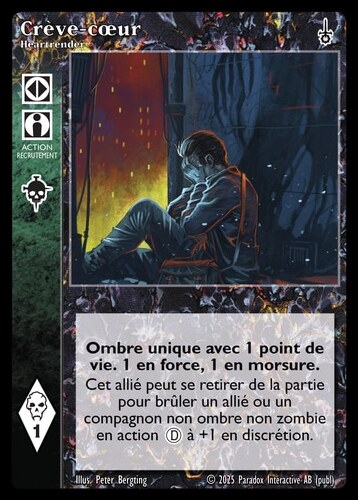 Crève-cœur
Heartrender
ACTION
RECRUTEMENT
Ombre unique avec 1 point de
vie. 1 en force, 1 en morsure.
Cet allié peut se retirer de la partie
pour brûler un allié ou un
compagnon non ombre non zombie
en action Ⓓ à +1 en discrétion.
1
Illus. Peter Bergting © 2025 Paradox Interactive AB (publ)